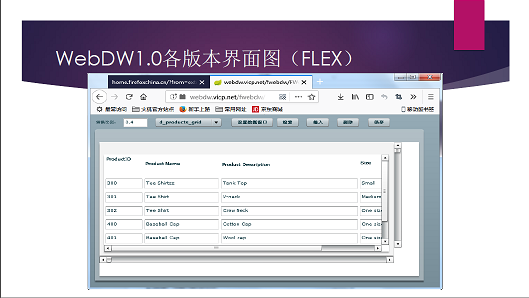 WebDW1.0各版本界面图（FLEX）
home.firefoxchina.cn/?from=ex
webdw.vicp.net/fwebdw/FW
webdw.vicp.net/fwebdw/
最常访问 火狐官方站点 新手上路 常用网址 京东商城 移动版书签
1.4 d_products_grid 设置数据窗口 检索 插入 删除 保存
ProductID Product Name Product Description Size
300 Tee Shirtzz Tank Top Small
301 Tee Shirt V-neck Medium
302 Tee Shirt Crew Neck One size
400 Baseball Cap Cotton Cap One size
401 Baseball Cap Wool cap One size